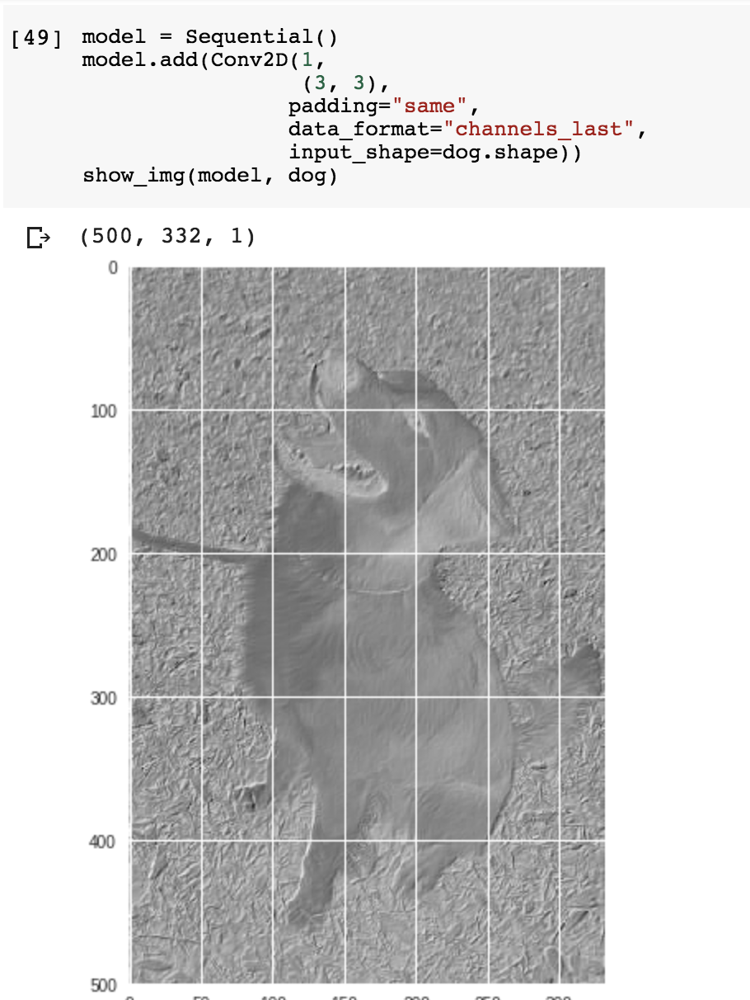 [49] model = Sequential()
model.add(Conv2D(1,
(3, 3),
padding="same",
data_format="channels_last",
input_shape=dog.shape))
show_img(model, dog)
(500, 332, 1)
0
100
200
300
400
500